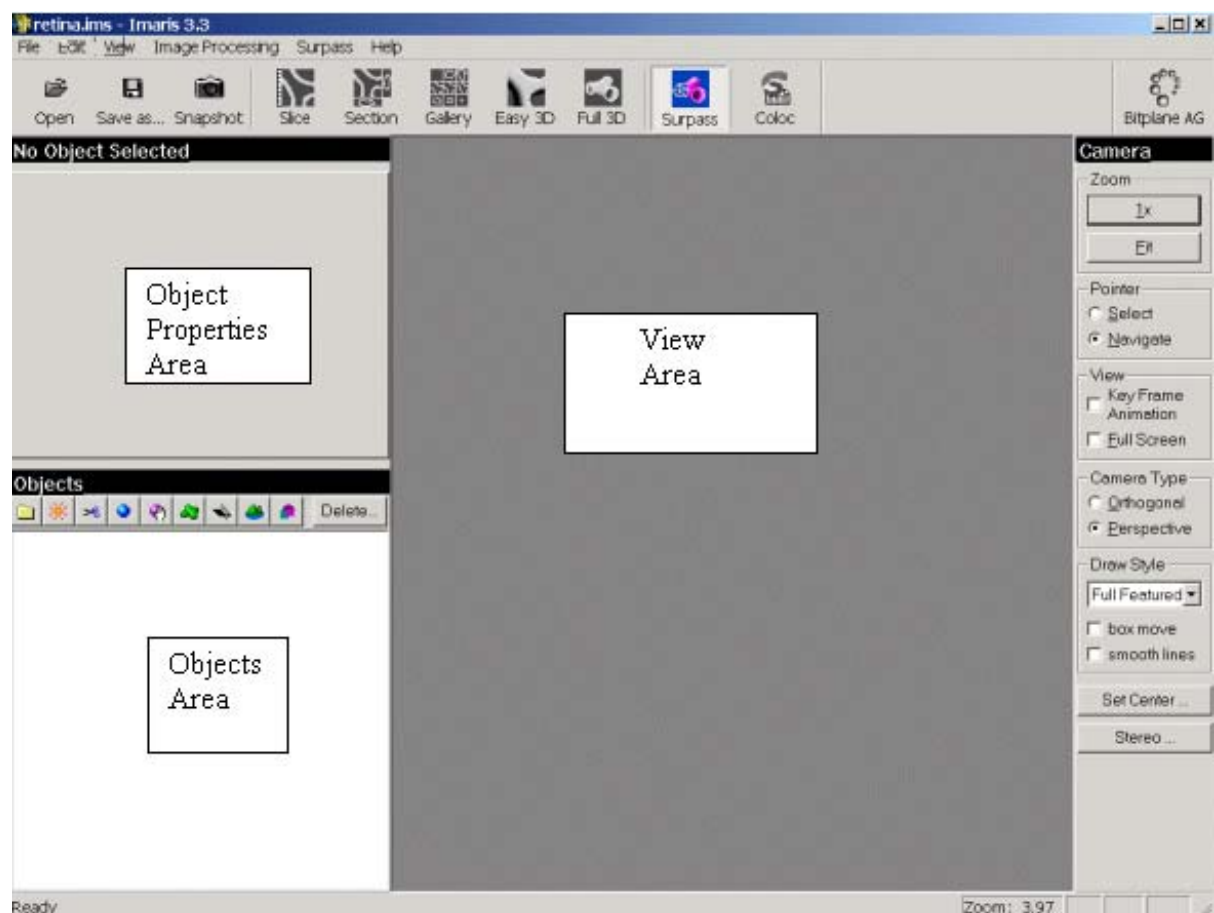 retina.ims - Imaris 3.3
File Edit View Image Processing Surpass Help
Open Save as... Snapshot Slice Section Gallery Easy 3D Full 3D Surpass Coloc Bitplane AG
No Object Selected
Object
Properties
Area
Objects
Delete...
Objects
Area
View
Area
Camera
Zoom
1x
Fit
Pointer
Select
Navigate
View
Key Frame
Animation
Full Screen
Camera Type
Orthogonal
Perspective
Draw Style
Full Featured
box move
smooth lines
Set Center ...
Stereo ...
Ready
Zoom: 3.97